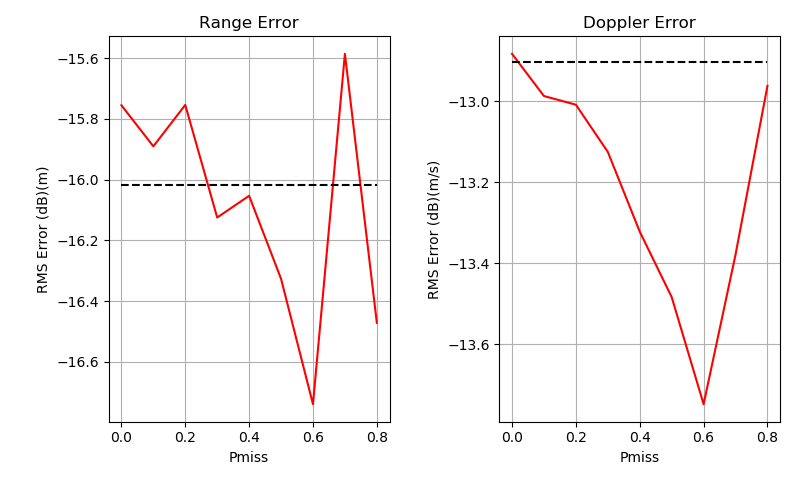 Range Error
RMS Error (dB)(m)
−15.6
−15.8
−16.0
−16.2
−16.4
−16.6
0.0 0.2 0.4 0.6 0.8
Pmiss
Doppler Error
RMS Error (dB)(m/s)
−13.0
−13.2
−13.4
−13.6
0.0 0.2 0.4 0.6 0.8
Pmiss